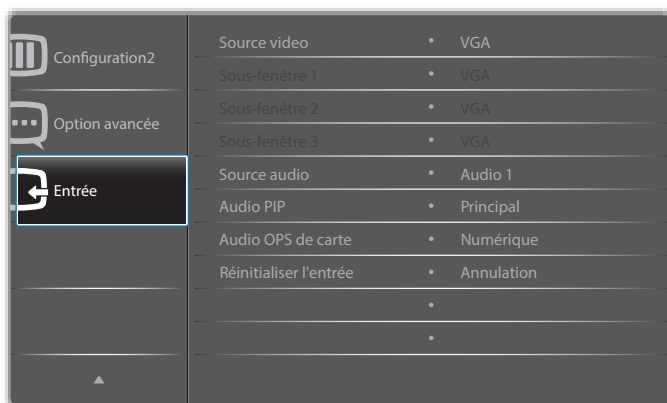 Configuration2
Option avancée
Entrée
Source video • VGA
Sous-fenêtre 1 VGA
Sous-fenêtre 2 VGA
Sous-fenêtre 3 VGA
Source audio • Audio 1
Audio PIP • Principal
Audio OPS de carte • Numérique
Réinitialiser l'entrée • Annulation